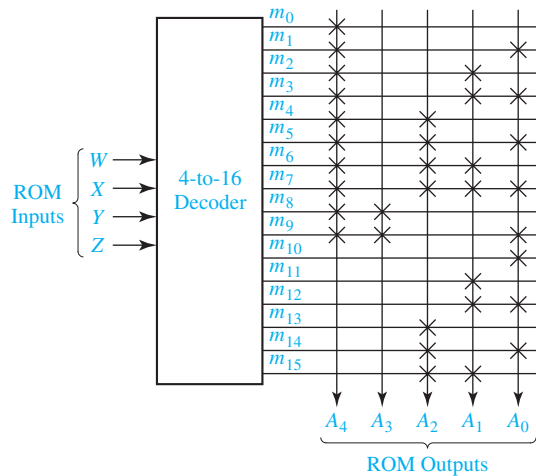 m₀
m₁
m₂
m₃
m₄
m₅
m₆
m₇
m₈
m₉
m₁₀
m₁₁
m₁₂
m₁₃
m₁₄
m₁₅
ROM
Inputs
W
X
Y
Z
4-to-16
Decoder
A₄ A₃ A₂ A₁ A₀
ROM Outputs